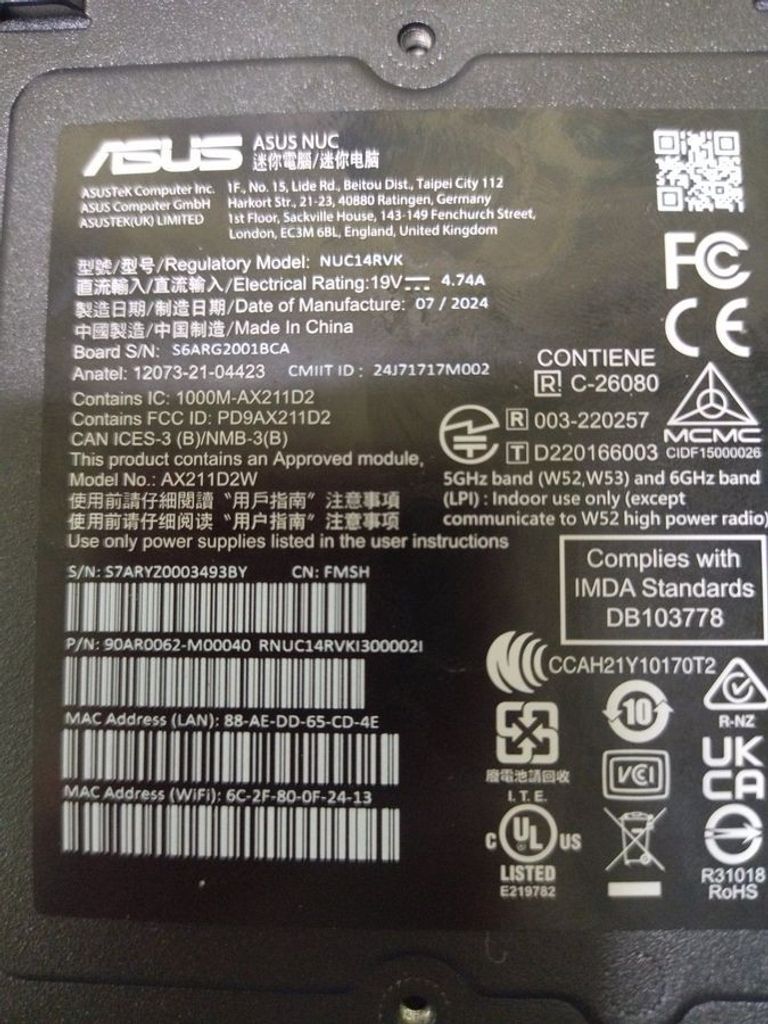 ASUS
ASUS NUC
迷你電腦/迷你电脑
ASUSTeK Computer Inc. 1F., No. 15, Lide Rd., Beitou Dist., Taipei City 112
ASUS Computer GmbH Harkort Str., 21-23, 40880 Ratingen, Germany
ASUSTEK(UK) LIMITED 1st Floor, Sackville House, 143-149 Fenchurch Street,
London, EC3M 6BL, England, United Kingdom
型號/型号/Regulatory Model: NUC14RVK
直流輸入/直流输入/Electrical Rating:19V 4.74A
製造日期/制造日期/Date of Manufacture: 07 / 2024
中國製造/中国制造/Made In China
Board S/N: S6ARG2001BCA
Anatel: 12073-21-04423 CMIIT ID : 24J71717M002
Contains IC: 1000M-AX211D2
Contains FCC ID: PD9AX211D2
CAN ICES-3 (B)/NMB-3(B)
This product contains an Approved module,
Model No.: AX211D2W
使用前請仔細閱讀〝用戶指南〞注意事項
使用前请仔细阅读〝用户指南〞注意事项
Use only power supplies listed in the user instructions
FC
CE
CONTIENE
R C-26080
R 003-220257
T D220166003
MCMC
CIDF15000026
5GHz band (W52,W53) and 6GHz band
(LPI) : Indoor use only (except
communicate to W52 high power radio)
Complies with
IMDA Standards
DB103778
S/N: S7ARYZ0003493BY CN: FMSH
P/N: 90AR0062-M00040 RNUC14RVKI300002I
MAC Address (LAN): 88-AE-DD-65-CD-4E
MAC Address (WiFi): 6C-2F-80-0F-24-13
CCAH21Y10170T2
R-NZ
10
廢電池請回收
VCI
UK
CA
I.T.E.
C UL US
LISTED
E219782
R31018
RoHS